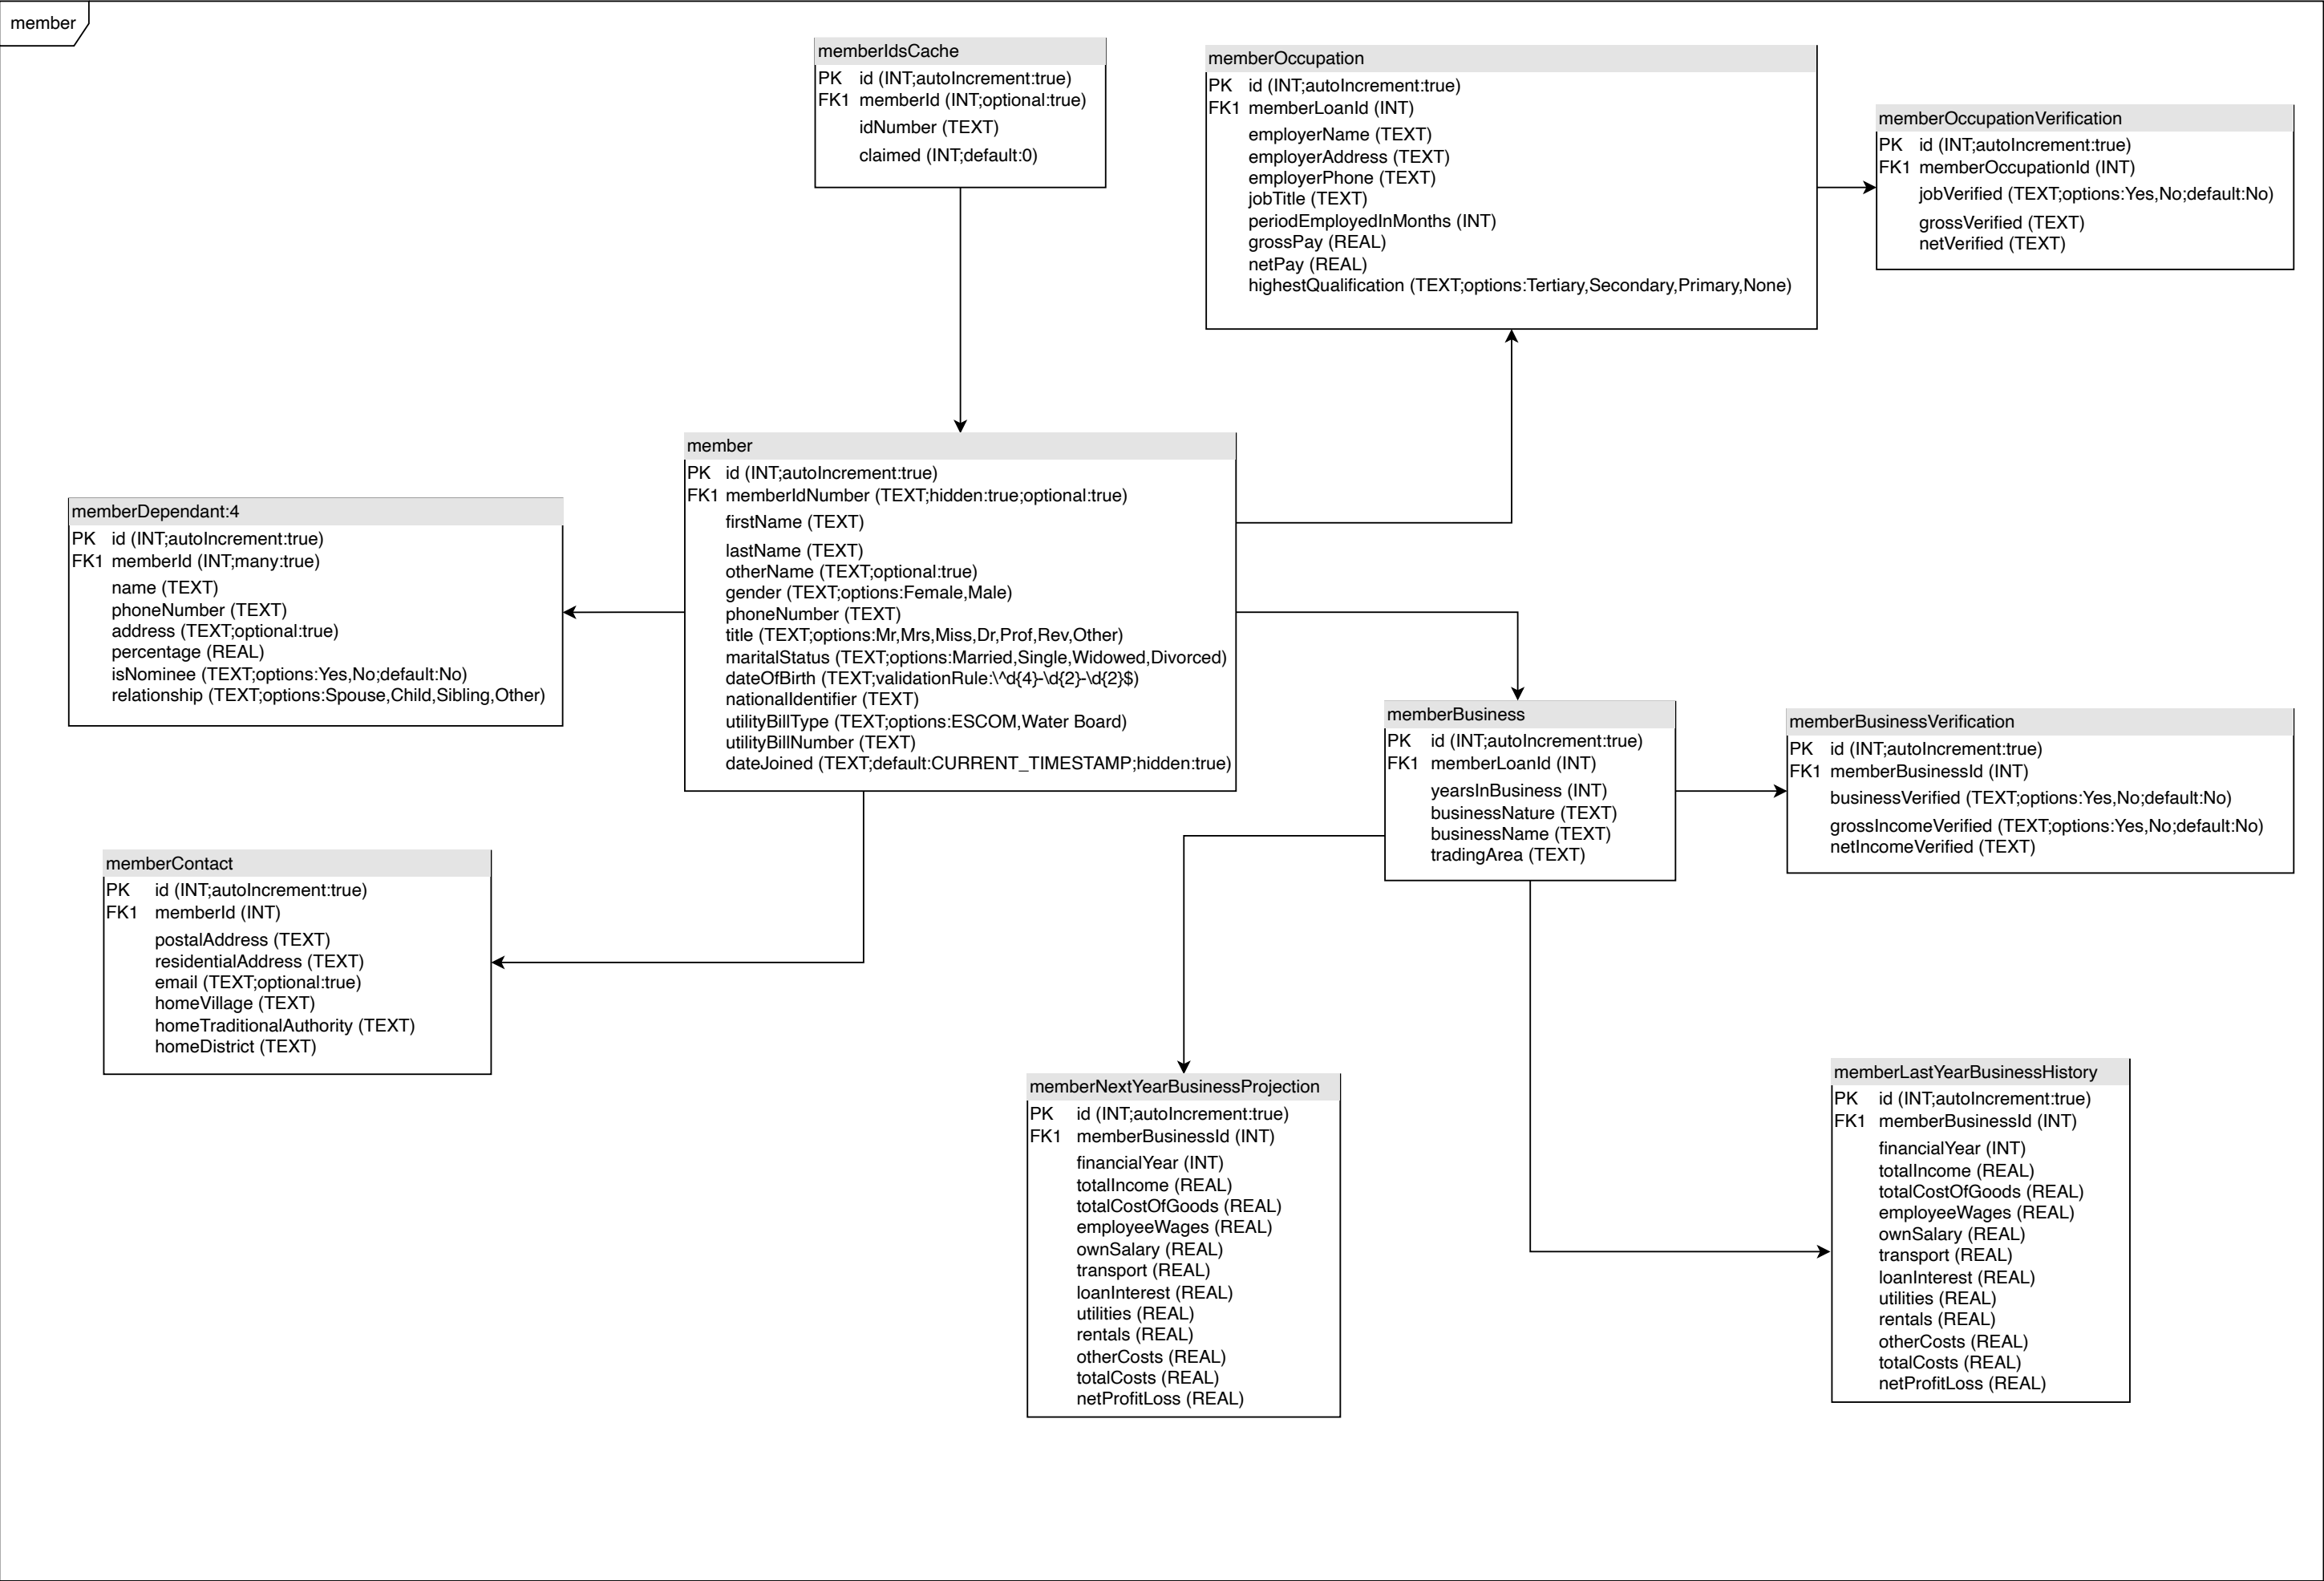 member
memberIdsCache
PK id (INT;autoIncrement:true)
FK1 memberId (INT;optional:true)
idNumber (TEXT)
claimed (INT;default:0)
memberOccupation
PK id (INT;autoIncrement:true)
FK1 memberLoanId (INT)
employerName (TEXT)
employerAddress (TEXT)
employerPhone (TEXT)
jobTitle (TEXT)
periodEmployedInMonths (INT)
grossPay (REAL)
netPay (REAL)
highestQualification (TEXT;options:Tertiary,Secondary,Primary,None)
memberOccupationVerification
PK id (INT;autoIncrement:true)
FK1 memberOccupationId (INT)
jobVerified (TEXT;options:Yes,No;default:No)
grossVerified (TEXT)
netVerified (TEXT)
member
PK id (INT;autoIncrement:true)
FK1 memberIdNumber (TEXT;hidden:true;optional:true)
firstName (TEXT)
lastName (TEXT)
otherName (TEXT;optional:true)
gender (TEXT;options:Female,Male)
phoneNumber (TEXT)
title (TEXT;options:Mr,Mrs,Miss,Dr,Prof,Rev,Other)
maritalStatus (TEXT;options:Married,Single,Widowed,Divorced)
dateOfBirth (TEXT;validationRule:\^d{4}-\d{2}-\d{2}$)
nationalIdentifier (TEXT)
utilityBillType (TEXT;options:ESCOM,Water Board)
utilityBillNumber (TEXT)
dateJoined (TEXT;default:CURRENT_TIMESTAMP;hidden:true)
memberDependant:4
PK id (INT;autoIncrement:true)
FK1 memberId (INT;many:true)
name (TEXT)
phoneNumber (TEXT)
address (TEXT;optional:true)
percentage (REAL)
isNominee (TEXT;options:Yes,No;default:No)
relationship (TEXT;options:Spouse,Child,Sibling,Other)
memberBusiness
PK id (INT;autoIncrement:true)
FK1 memberLoanId (INT)
yearsInBusiness (INT)
businessNature (TEXT)
businessName (TEXT)
tradingArea (TEXT)
memberBusinessVerification
PK id (INT;autoIncrement:true)
FK1 memberBusinessId (INT)
businessVerified (TEXT;options:Yes,No;default:No)
grossIncomeVerified (TEXT;options:Yes,No;default:No)
netIncomeVerified (TEXT)
memberContact
PK id (INT;autoIncrement:true)
FK1 memberId (INT)
postalAddress (TEXT)
residentialAddress (TEXT)
email (TEXT;optional:true)
homeVillage (TEXT)
homeTraditionalAuthority (TEXT)
homeDistrict (TEXT)
memberNextYearBusinessProjection
PK id (INT;autoIncrement:true)
FK1 memberBusinessId (INT)
financialYear (INT)
totalIncome (REAL)
totalCostOfGoods (REAL)
employeeWages (REAL)
ownSalary (REAL)
transport (REAL)
loanInterest (REAL)
utilities (REAL)
rentals (REAL)
otherCosts (REAL)
totalCosts (REAL)
netProfitLoss (REAL)
memberLastYearBusinessHistory
PK id (INT;autoIncrement:true)
FK1 memberBusinessId (INT)
financialYear (INT)
totalIncome (REAL)
totalCostOfGoods (REAL)
employeeWages (REAL)
ownSalary (REAL)
transport (REAL)
loanInterest (REAL)
utilities (REAL)
rentals (REAL)
otherCosts (REAL)
totalCosts (REAL)
netProfitLoss (REAL)